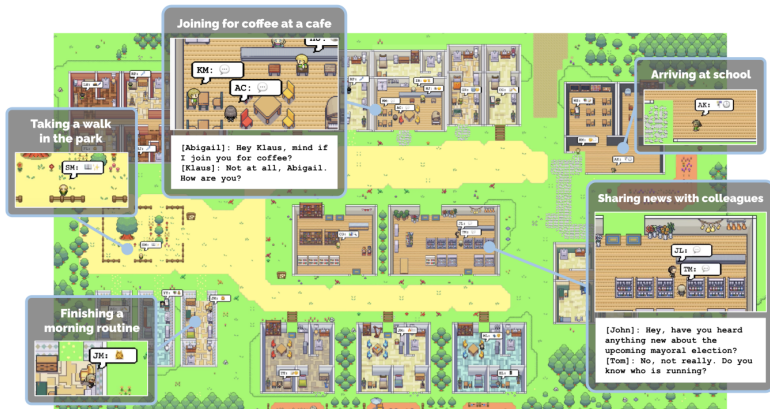 Joining for coffee at a cafe
KM:
AC:
[Abigail]: Hey Klaus, mind if
I join you for coffee?
[Klaus]: Not at all, Abigail.
How are you?
Arriving at school
AK:
Taking a walk
in the park
SM:
Sharing news with colleagues
JL:
TM:
[John]: Hey, have you heard
anything new about the
upcoming mayoral election?
[Tom]: No, not really. Do you
know who is running?
Finishing a
morning routine
JM: